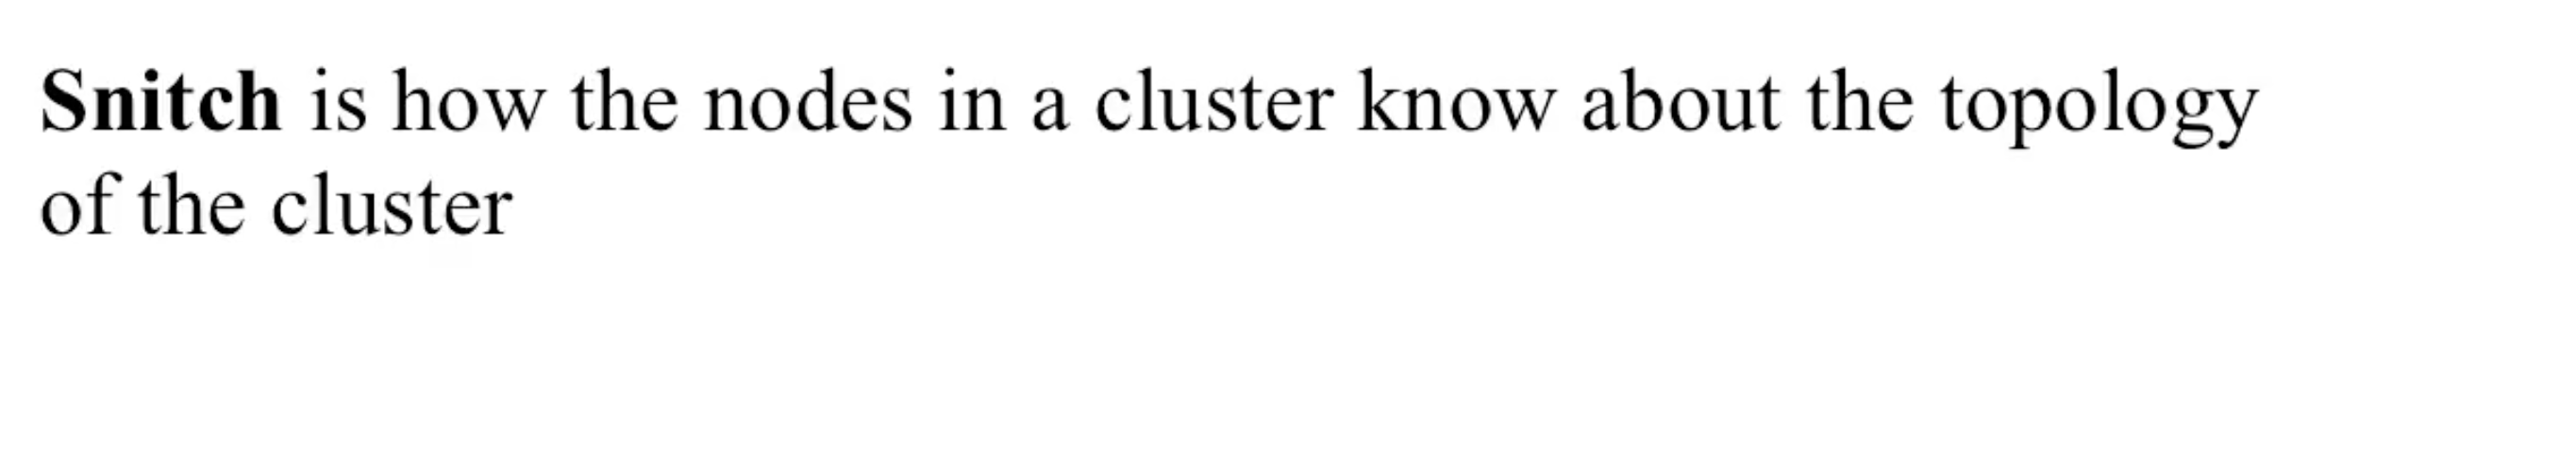 Snitch is how the nodes in a cluster know about the topology
of the cluster